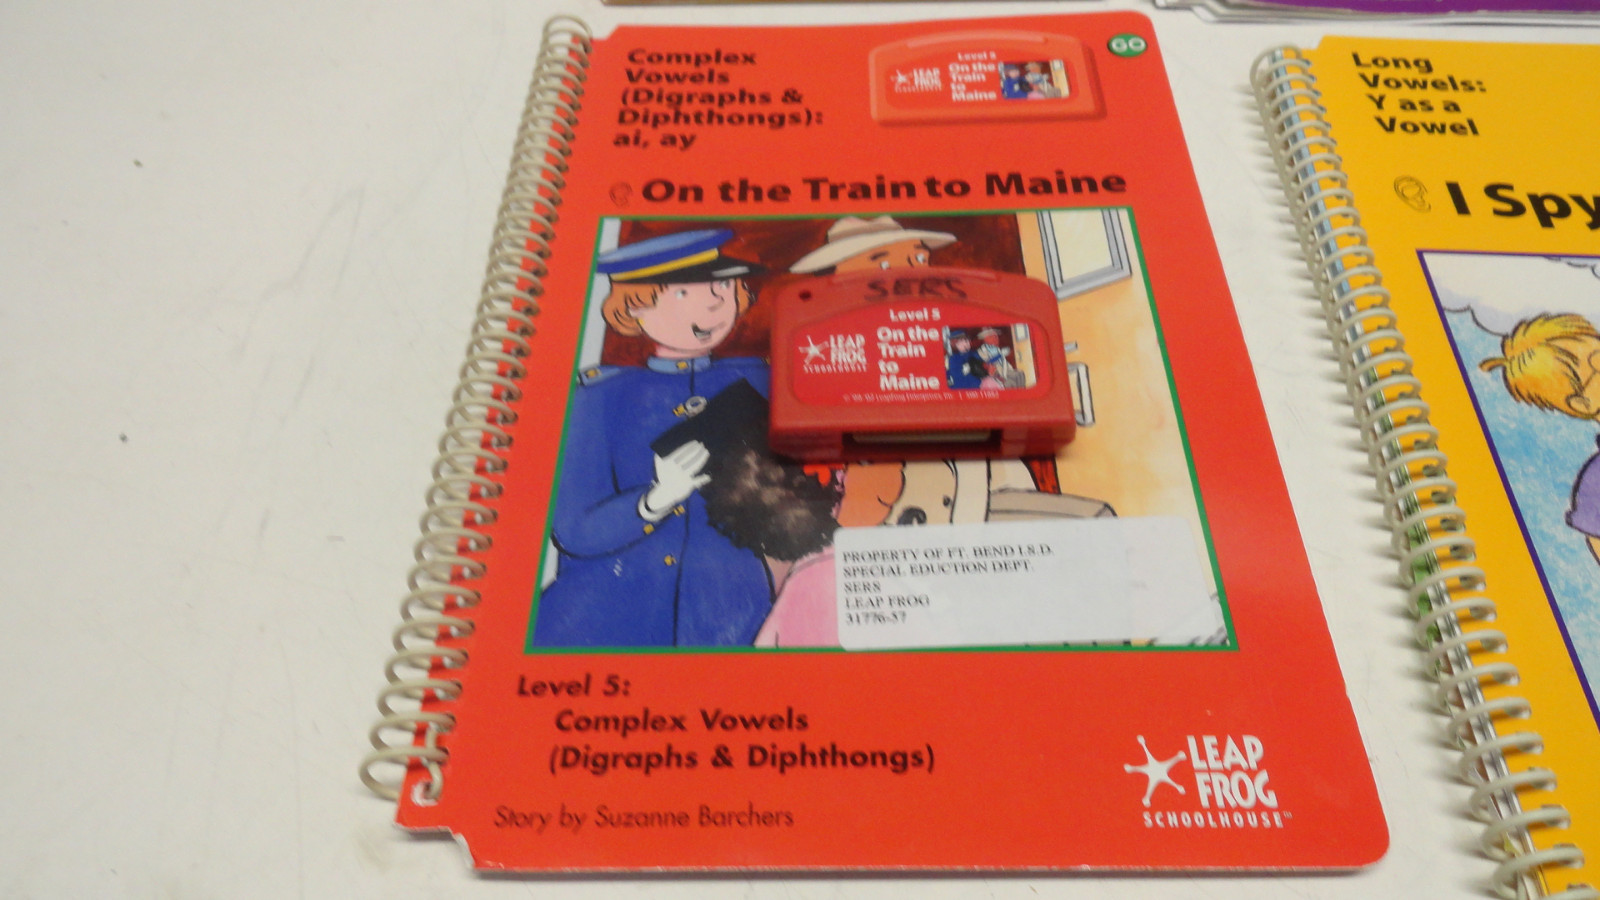 Complex
Vowels
(Digraphs &
Diphthongs):
ai, ay
Level 5
LEAP
FROG
On the
Train
to
Maine
GO
On the Train to Maine
SERS
Level 5
LEAP
FROG
SCHOOLHOUSE
On the
Train
to
Maine
PROPERTY OF FT. BEND I.S.D.
SPECIAL EDUCTION DEPT.
SERS
LEAP FROG
31776-57
Level 5:
Complex Vowels
(Digraphs & Diphthongs)
Story by Suzanne Barchers
LEAP
FROG
SCHOOLHOUSE™
Long
Vowels:
Y as a
Vowel
I Spy